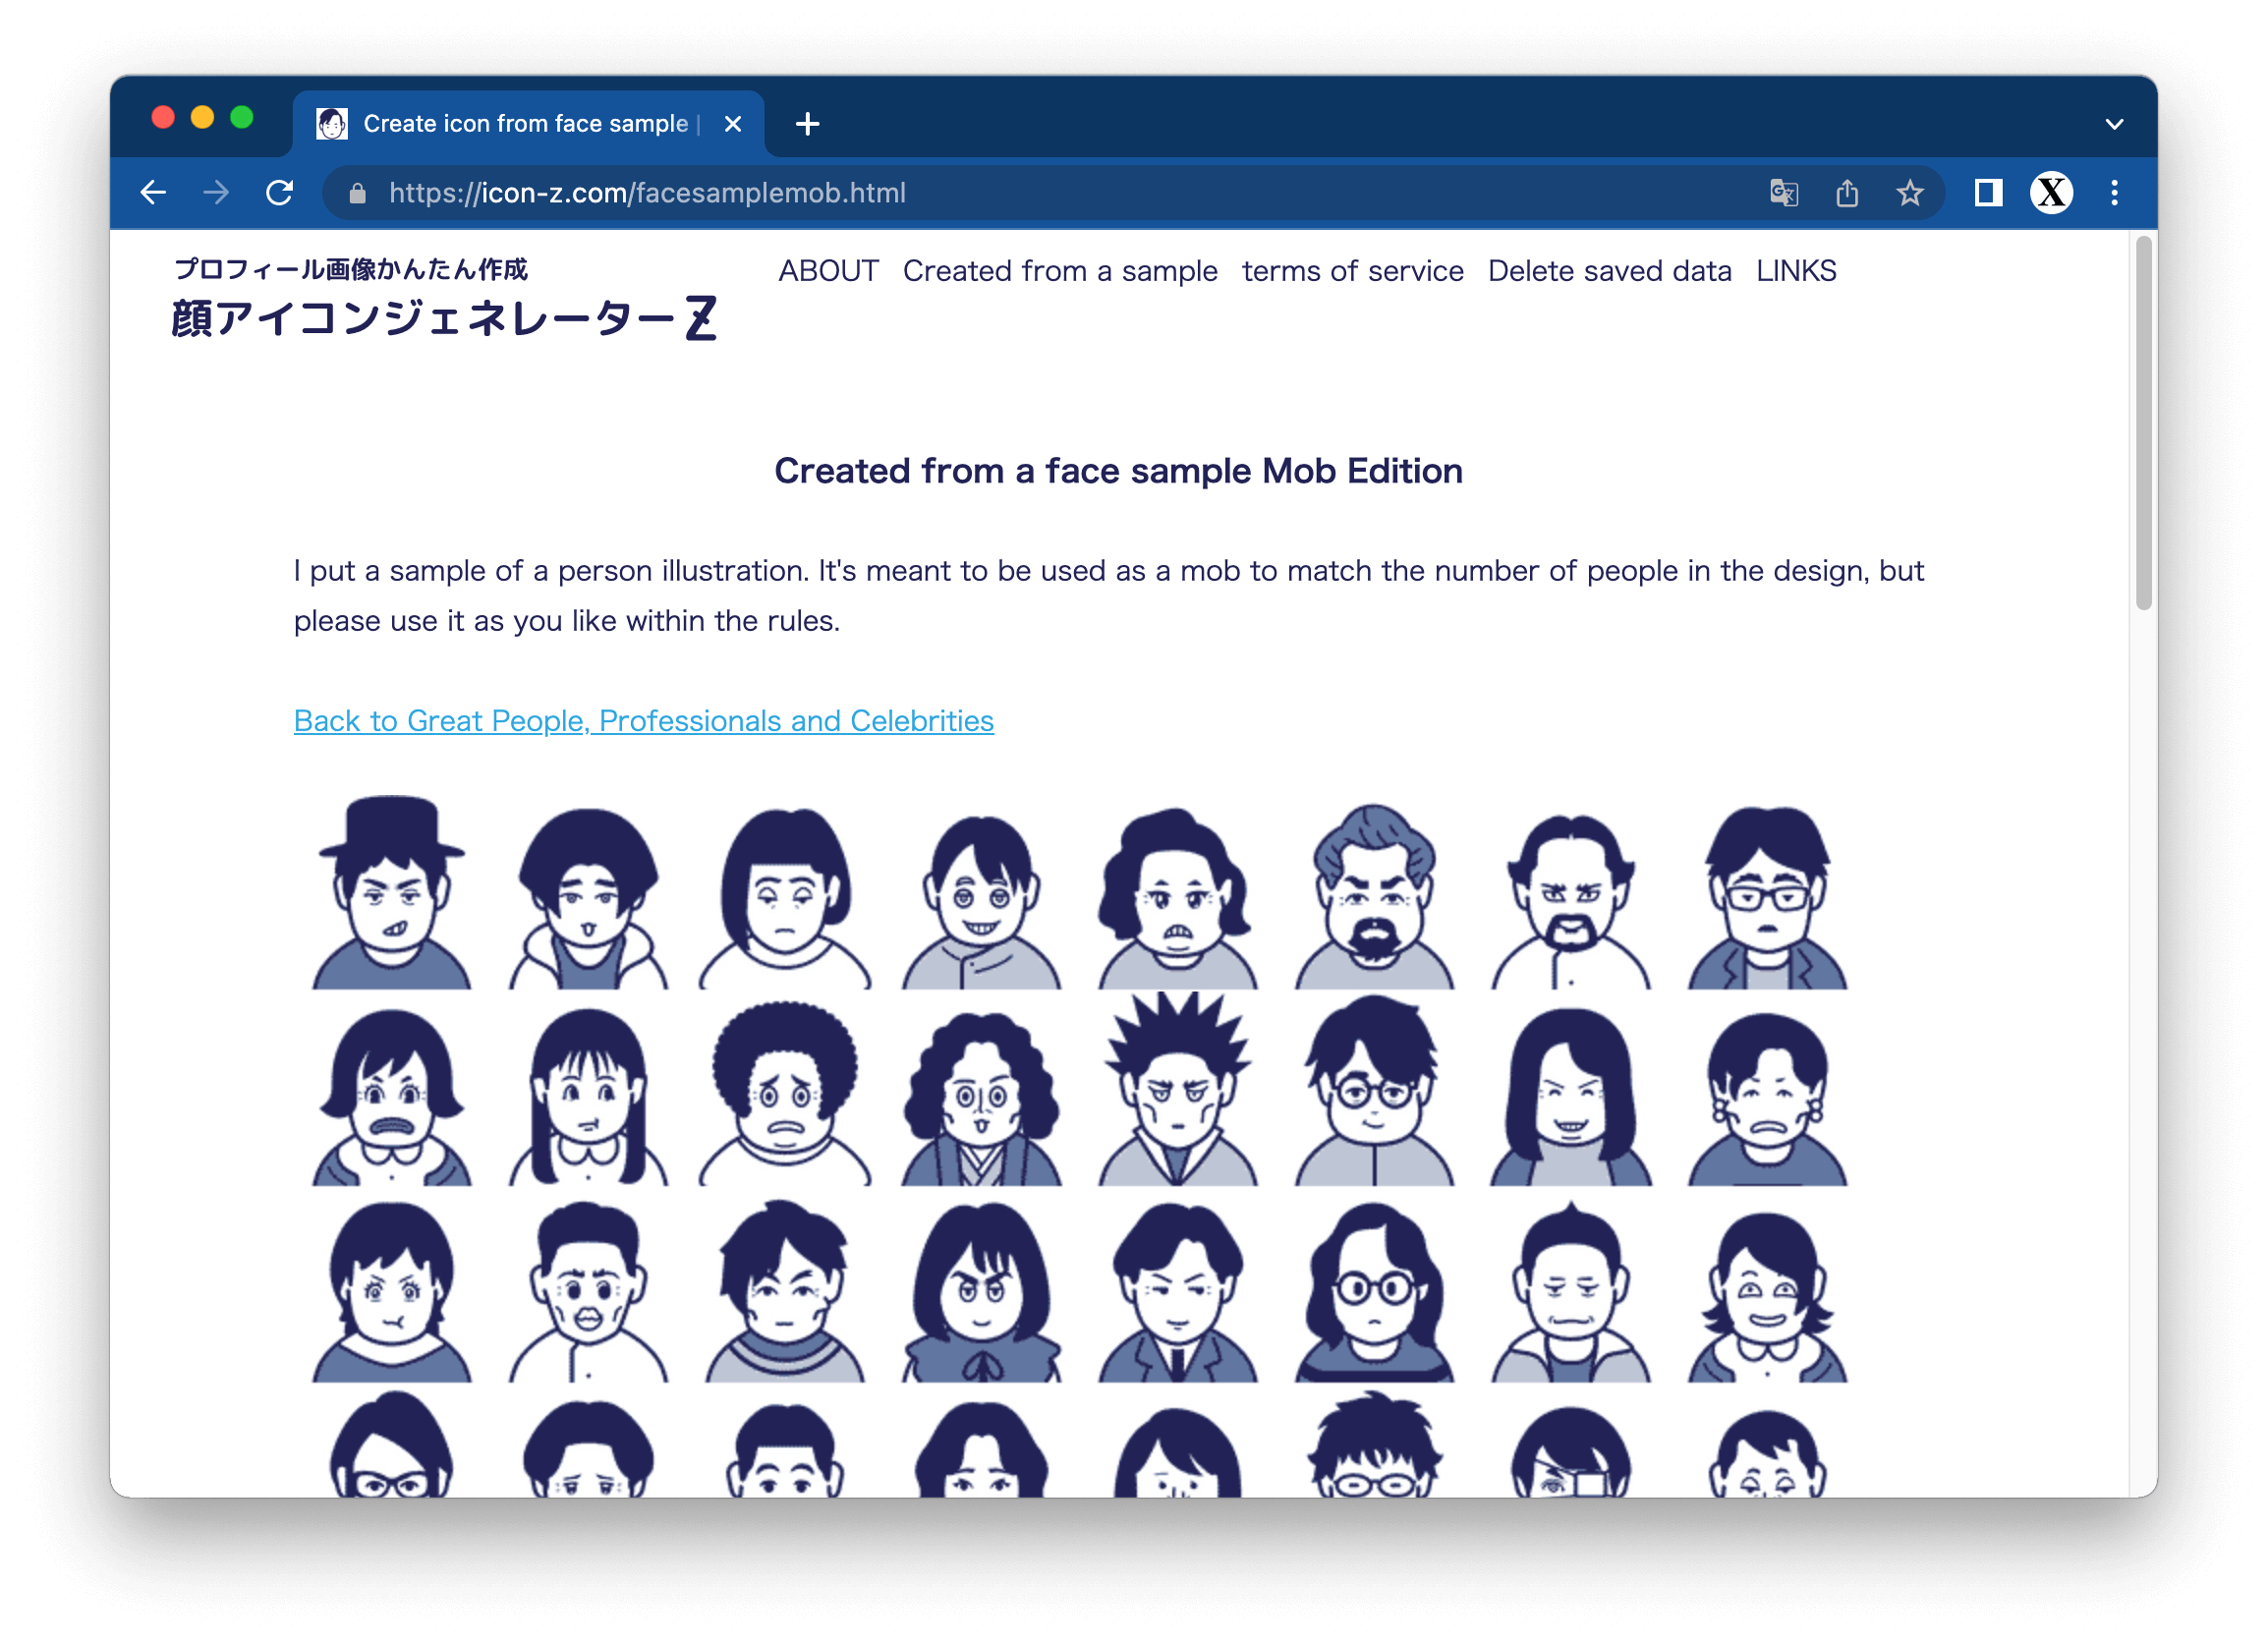 Create icon from face sample |
https://icon-z.com/facesamplemob.html
X
プロフィール画像かんたん作成
顔アイコンジェネレーターZ
ABOUT Created from a sample terms of service Delete saved data LINKS
Created from a face sample Mob Edition
I put a sample of a person illustration. It's meant to be used as a mob to match the number of people in the design, but
please use it as you like within the rules.
Back to Great People, Professionals and Celebrities